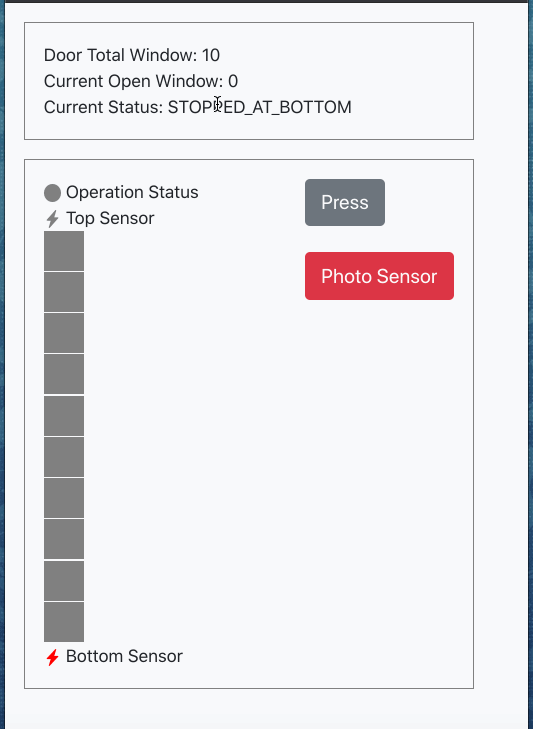 Door Total Window: 10
Current Open Window: 0
Current Status: STOPPED_AT_BOTTOM
Operation Status
Press
Top Sensor
Photo Sensor
Bottom Sensor